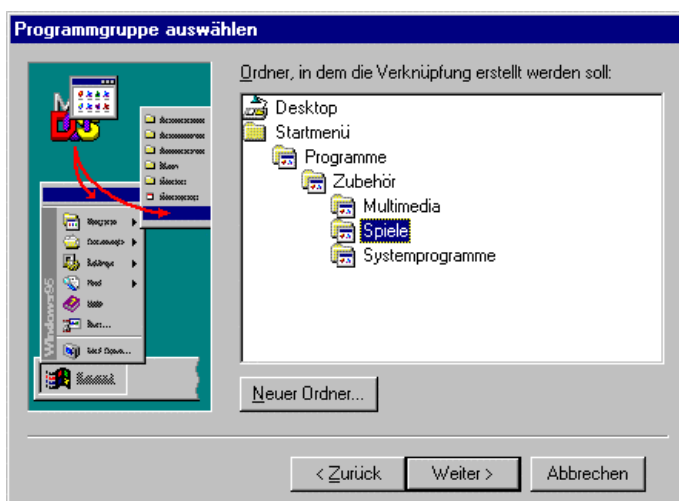 Programmgruppe auswählen
Ordner, in dem die Verknüpfung erstellt werden soll:
Desktop
Startmenü
Programme
Zubehör
Multimedia
Spiele
Systemprogramme
Windows95
Neuer Ordner...
< Zurück
Weiter >
Abbrechen